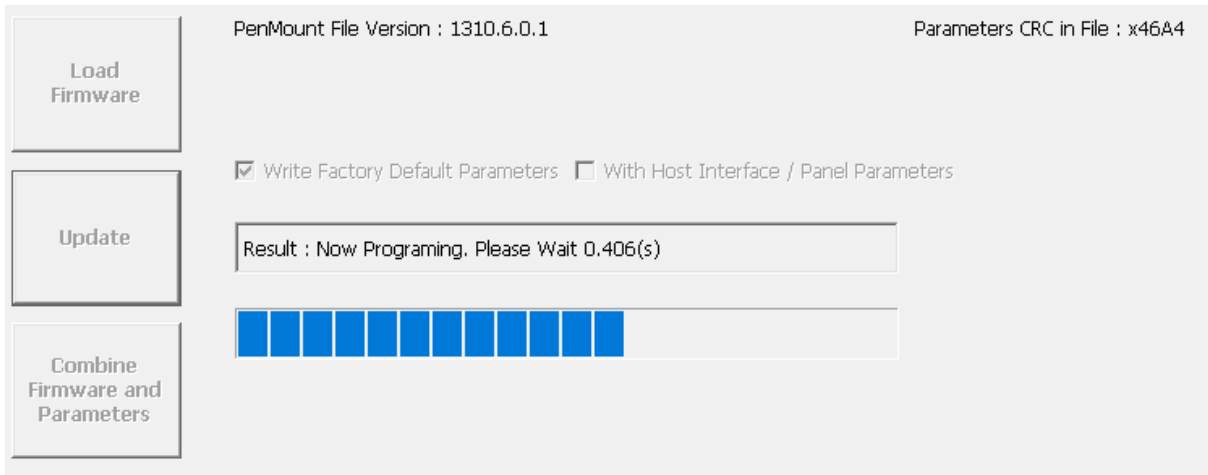 PenMount File Version : 1310.6.0.1
Parameters CRC in File : x46A4
Load
Firmware
Write Factory Default Parameters
With Host Interface / Panel Parameters
Update
Result : Now Programing. Please Wait 0.406(s)
Combine
Firmware and
Parameters